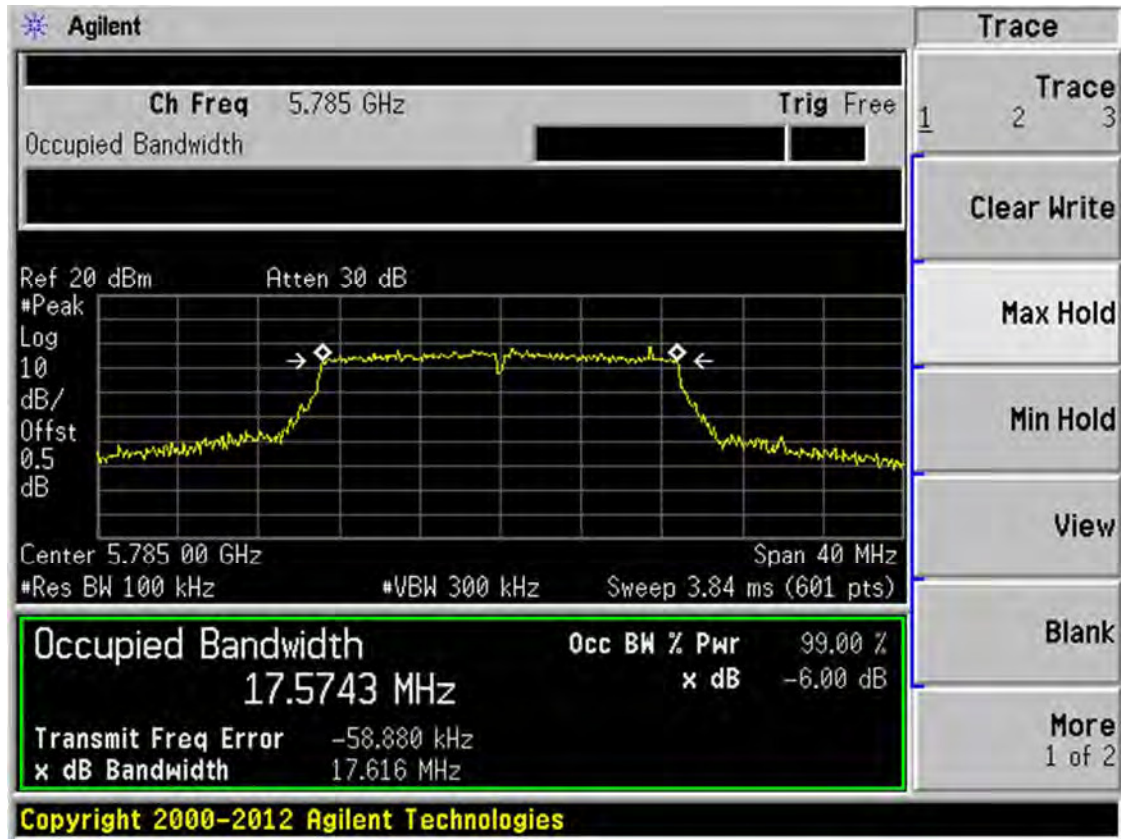 Agilent
Trace
Ch Freq 5.785 GHz Trig Free
Occupied Bandwidth
Trace
1 2 3
Clear Write
Max Hold
Min Hold
View
Blank
More
1 of 2
Ref 20 dBm Atten 30 dB
#Peak
Log
10
dB/
Offst
0.5
dB
Center 5.785 00 GHz Span 40 MHz
#Res BW 100 kHz #VBW 300 kHz Sweep 3.84 ms (601 pts)
Occupied Bandwidth
17.5743 MHz
Occ BW % Pwr 99.00 %
x dB -6.00 dB
Transmit Freq Error -58.880 kHz
x dB Bandwidth 17.616 MHz
Copyright 2000-2012 Agilent Technologies